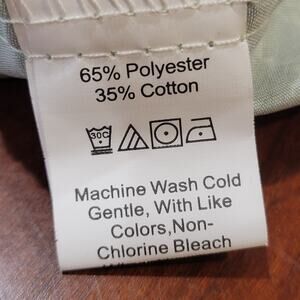 65% Polyester
35% Cotton
30C
Machine Wash Cold
Gentle, With Like
Colors,Non-
Chlorine Bleach